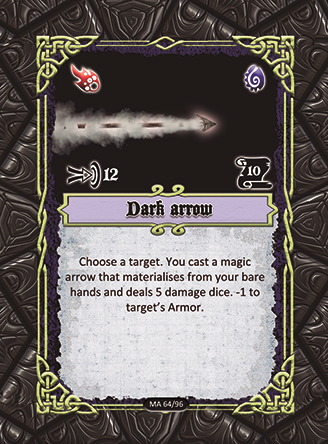 12
10
Dark arrow
Choose a target. You cast a magic
arrow that materialises from your bare
hands and deals 5 damage dice. -1 to
target's Armor.
MA 64/96